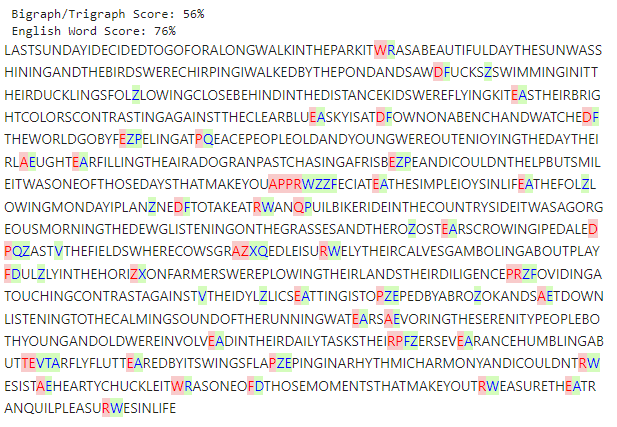 Bigraph/Trigraph Score: 56%
English Word Score: 76%
LASTSUNDAYIDECIDEDTOGOFORALONGWALKINTHEPARKITWRASABEAUTIFULDAYTHESUNWASS
HININGANDTHEBIRDSWERECHIRPINGIWALKEDBYTHEPONDANDSAWDFUCKSZSWIMMINGINITT
HEIRDUCKLINGSFOLZLOWINGCLOSEBEHINDINTHEDISTANCEKIDSWEREFLYINGKITEASTHEIRBRIG
HTCOLORSCONTRASTINGAGAINSTTHECLEARBLUEASKYISATDFOWNONABENCHANDWATCHEDF
THEWORLDGOBYFEZPELINGATPQEACEPEOPLEOLDANDYOUNGWEREOUTENIOYINGTHEDAYTHEI
RLAEUGHTEARFILLINGTHEAIRADOGRANPASTCHASINGAFRISBEZPEANDICOULDNTHELPBUTSMIL
EITWASONEOFTHOSEDAYSTHATMAKEYOUAPPRWZZFECIATEATHESIMPLEIOYSINLIFEATHEFOLZL
OWINGMONDAYIPLANZNEDFTOTAKEATRWANQPUILBIKERIDEINTHECOUNTRYSIDEITWASAGORG
EOUSMORNINGTHEDEWGLISTENINGONTHEGRASSESANDTHEROZOSTEARSCROWINGIPEDALED
PQZASTVTHEFIELDSWHERECOWSGRAZXQEDLEISURWELYTHEIRCALVESGAMBOLINGABOUTPLAY
FDULZLYINTHEHORIZXONFARMERSWEREPLOWINGTHEIRLANDSTHEIRDILIGENCEPRZFOVIDINGA
TOUCHINGCONTRASTAGAINSTVTHEIDYLZLICSEATTINGISTOPZEPEDBYABROZOKANDSAETDOWN
LISTENINGTOTHECALMINGSOUNDOFTHERUNNINGWATEARSAEVORINGTHESERENITYPEOPLEBO
THYOUNGANDOLDWEREINVOLVEADINTHEIRDAILYTASKSTHEIRPFZERSEVEARANCEHUMBLINGAB
UTTEVTARFLYFLUTTEAREDBYITSWINGSFLAPZEPINGINARHYTHMICHARMONYANDICOULDNTRW
ESISTAEHEARTYCHUCKLEITWRASONEOFDTHOSEMOMENTSTHATMAKEYOUTRWEASURETHEATR
ANQUILPLEASURWESINLIFE